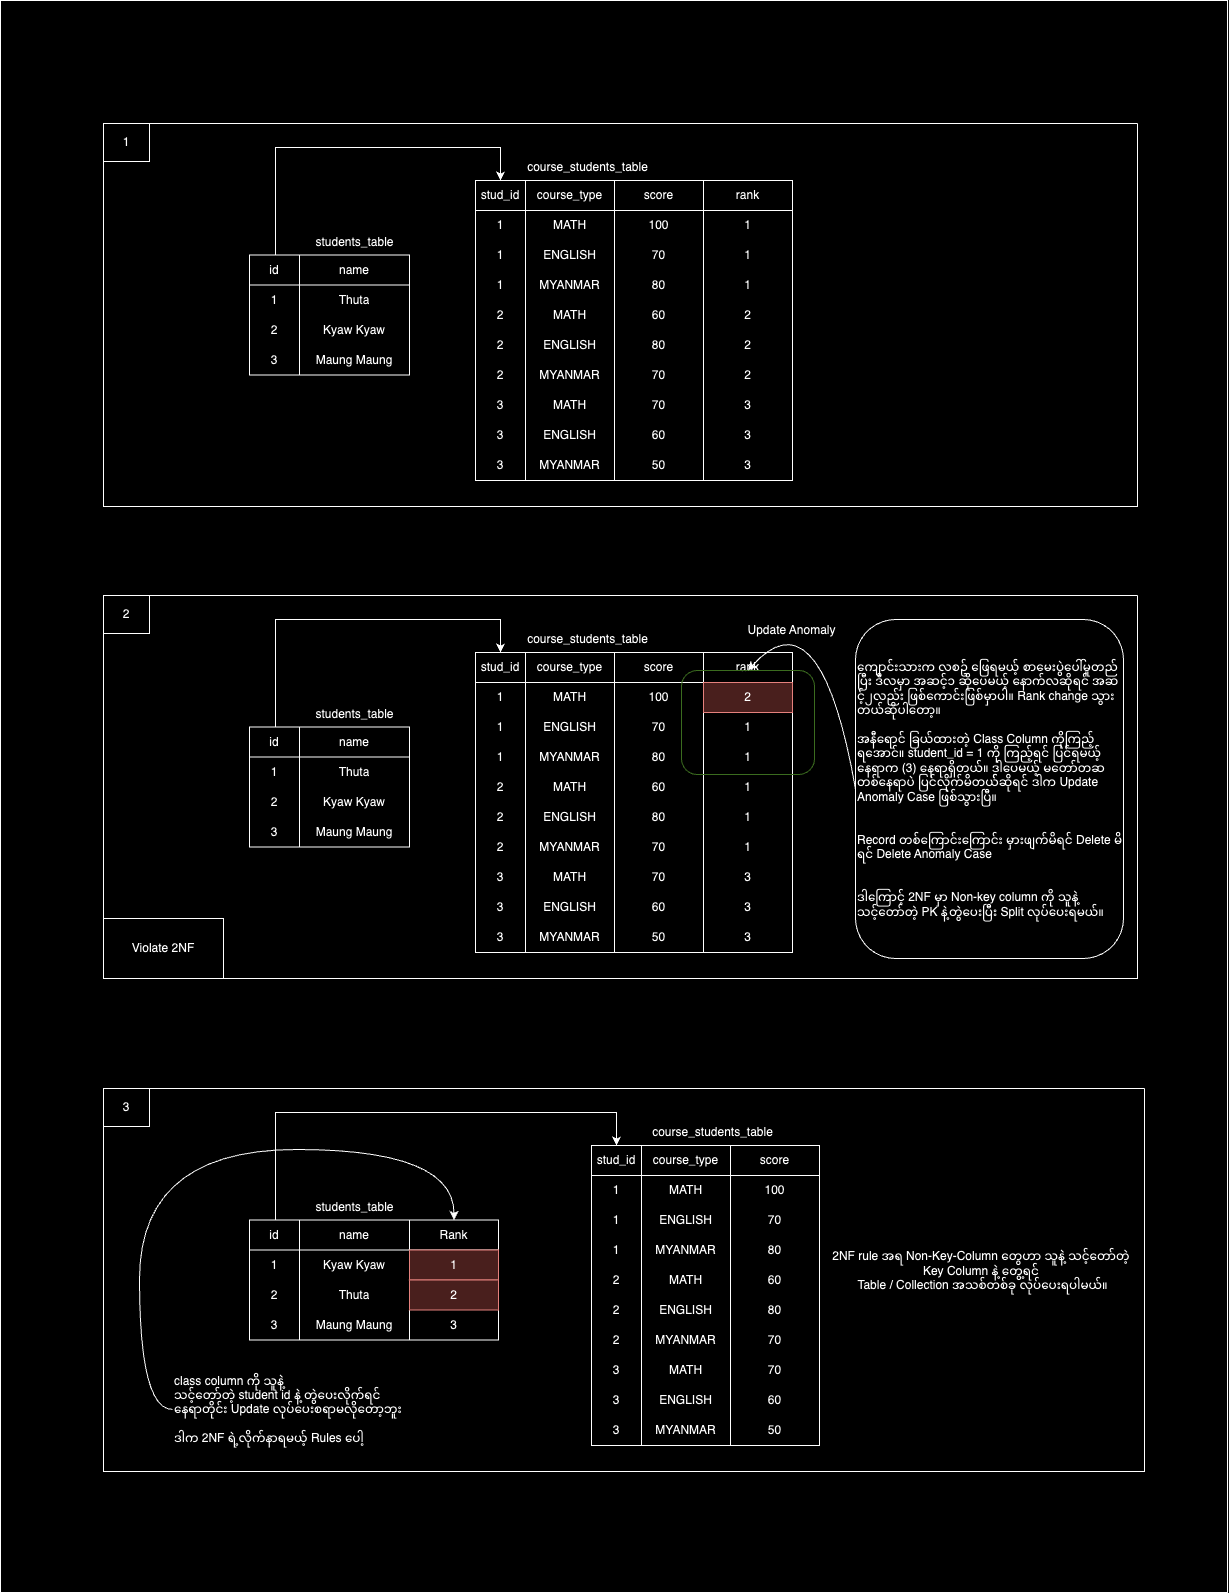 1
course_students_table
stud_id course_type score rank
1 MATH 100 1
1 ENGLISH 70 1
1 MYANMAR 80 1
2 MATH 60 2
2 ENGLISH 80 2
2 MYANMAR 70 2
3 MATH 70 3
3 ENGLISH 60 3
3 MYANMAR 50 3
students_table
id name
1 Thuta
2 Kyaw Kyaw
3 Maung Maung
2
course_students_table
stud_id course_type score rank
1 MATH 100 2
1 ENGLISH 70 1
1 MYANMAR 80 1
2 MATH 60 1
2 ENGLISH 80 1
2 MYANMAR 70 1
3 MATH 70 3
3 ENGLISH 60 3
3 MYANMAR 50 3
students_table
id name
1 Thuta
2 Kyaw Kyaw
3 Maung Maung
Violate 2NF
Update Anomaly
ကျောင်းသားက လစဉ် ဖြေရမယ့် စာမေးပွဲပေါ်မူတည်
ပြီး ဒီလမှာ အဆင့်၁ ဆိုပေမယ့် နောက်လဆိုရင် အဆ
င့်၂လည်း ဖြစ်ကောင်းဖြစ်မှာပါ။ Rank change သွား
တယ်ဆိုပါတော့။
အနီရောင် ခြယ်ထားတဲ့ Class Column ကိုကြည့်
ရအောင်။ student_id = 1 ကို ကြည့်ရင် ပြင်ရမယ့်
နေရာက (3) နေရာရှိတယ်။ ဒါပေမယ့် မတော်တဆ
တစ်နေရာပဲ ပြင်လိုက်မိတယ်ဆိုရင် ဒါက Update
Anomaly Case ဖြစ်သွားပြီ။
Record တစ်ကြောင်းကြောင်း မှားဖျက်မိရင် Delete မိ
ရင် Delete Anomaly Case
ဒါကြောင့် 2NF မှာ Non-key column ကို သူနဲ့
သင့်တော်တဲ့ PK နဲ့တွဲပေးပြီး Split လုပ်ပေးရမယ်။
3
course_students_table
stud_id course_type score
1 MATH 100
1 ENGLISH 70
1 MYANMAR 80
2 MATH 60
2 ENGLISH 80
2 MYANMAR 70
3 MATH 70
3 ENGLISH 60
3 MYANMAR 50
students_table
id name Rank
1 Kyaw Kyaw 1
2 Thuta 2
3 Maung Maung 3
2NF rule အရ Non-Key-Column တွေဟာ သူနဲ့ သင့်တော်တဲ့
Key Column နဲ့ တွေ့ရင်
Table / Collection အသစ်တစ်ခု လုပ်ပေးရပါမယ်။
class column ကို သူနဲ့
သင့်တော်တဲ့ student id နဲ့ တွဲပေးလိုက်ရင်
နေရာတိုင်း Update လုပ်ပေးစရာမလိုတော့ဘူး
ဒါက 2NF ရဲ့လိုက်နာရမယ့် Rules ပေါ့